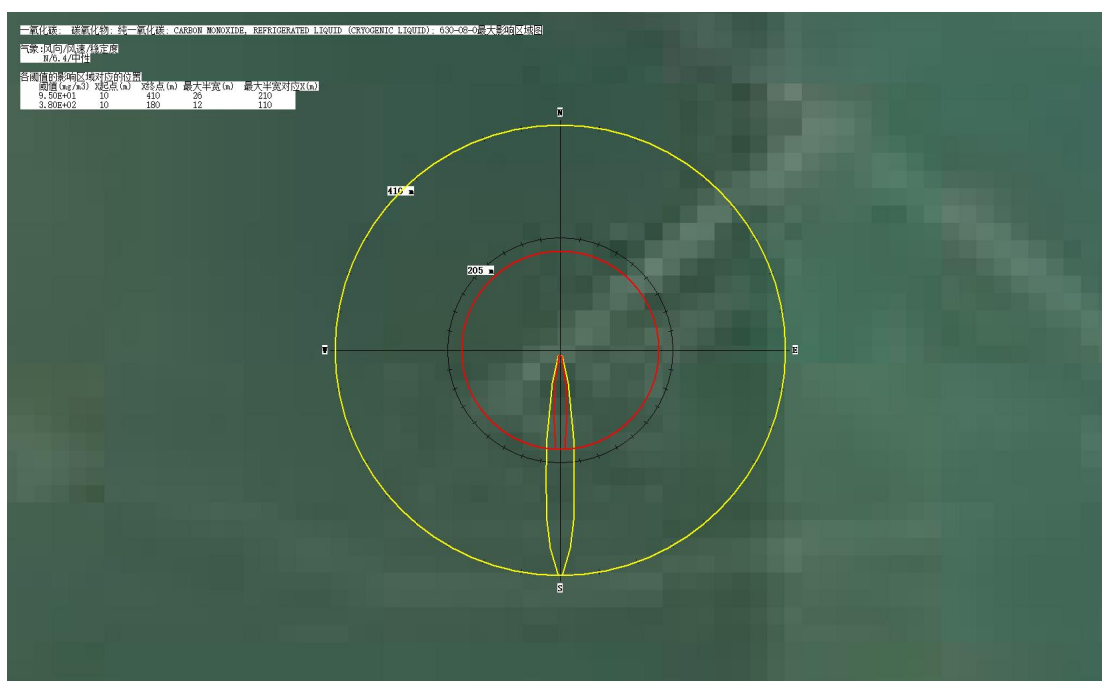 一氧化碳; 碳氧化物; 纯一氧化碳; CARBON MONOXIDE, REFRIGERATED LIQUID (CRYOGENIC LIQUID); 630-08-0最大影响区域图
气象:风向/风速/稳定度
N/6.4/中性
各阈值的影响区域对应的位置
阈值(mg/m3) X起点(m) X终点(m) 最大半宽(m) 最大半宽对应X(m)
9.50E+01 10 410 26 210
3.80E+02 10 180 12 110
N
410 m
205 m
W
E
S